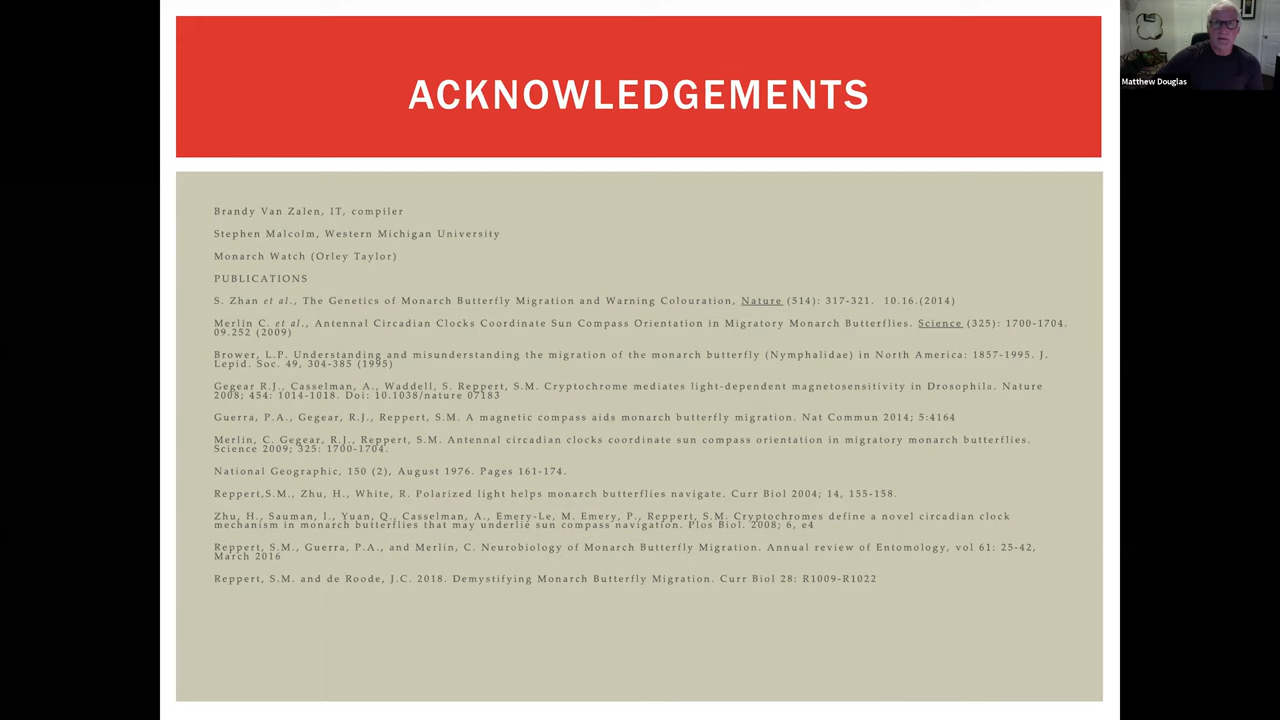 ACKNOWLEDGEMENTS
Matthew Douglas
Brandy Van Zalen, IT, compiler
Stephen Malcolm, Western Michigan University
Monarch Watch (Orley Taylor)
PUBLICATIONS
S. Zhan et al., The Genetics of Monarch Butterfly Migration and Warning Colouration, Nature (514): 317-321. 10.16.(2014)
Merlin C. et al., Antennal Circadian Clocks Coordinate Sun Compass Orientation in Migratory Monarch Butterflies. Science (325): 1700-1704.
09.252 (2009)
Brower, L.P. Understanding and misunderstanding the migration of the monarch butterfly (Nymphalidae) in North America: 1857-1995. J.
Lepid. Soc. 49, 304-385 (1995)
Gegear R.J., Casselman, A., Waddell, S. Reppert, S.M. Cryptochrome mediates light-dependent magnetosensitivity in Drosophila. Nature
2008; 454: 1014-1018. Doi: 10.1038/nature 07183
Guerra, P.A., Gegear, R.J., Reppert, S.M. A magnetic compass aids monarch butterfly migration. Nat Commun 2014; 5:4164
Merlin, C. Gegear, R.J., Reppert, S.M. Antennal circadian clocks coordinate sun compass orientation in migratory monarch butterflies.
Science 2009; 325: 1700-1704.
National Geographic, 150 (2), August 1976. Pages 161-174.
Reppert,S.M., Zhu, H., White, R. Polarized light helps monarch butterflies navigate. Curr Biol 2004; 14, 155-158.
Zhu, H., Sauman, I., Yuan, Q., Casselman, A., Emery-Le, M. Emery, P., Reppert, S.M. Cryptochromes define a novel circadian clock
mechanism in monarch butterflies that may underlie sun compass navigation. Plos Biol. 2008; 6, e4
Reppert, S.M., Guerra, P.A., and Merlin, C. Neurobiology of Monarch Butterfly Migration. Annual review of Entomology, vol 61: 25-42,
March 2016
Reppert, S.M. and de Roode, J.C. 2018. Demystifying Monarch Butterfly Migration. Curr Biol 28: R1009-R1022